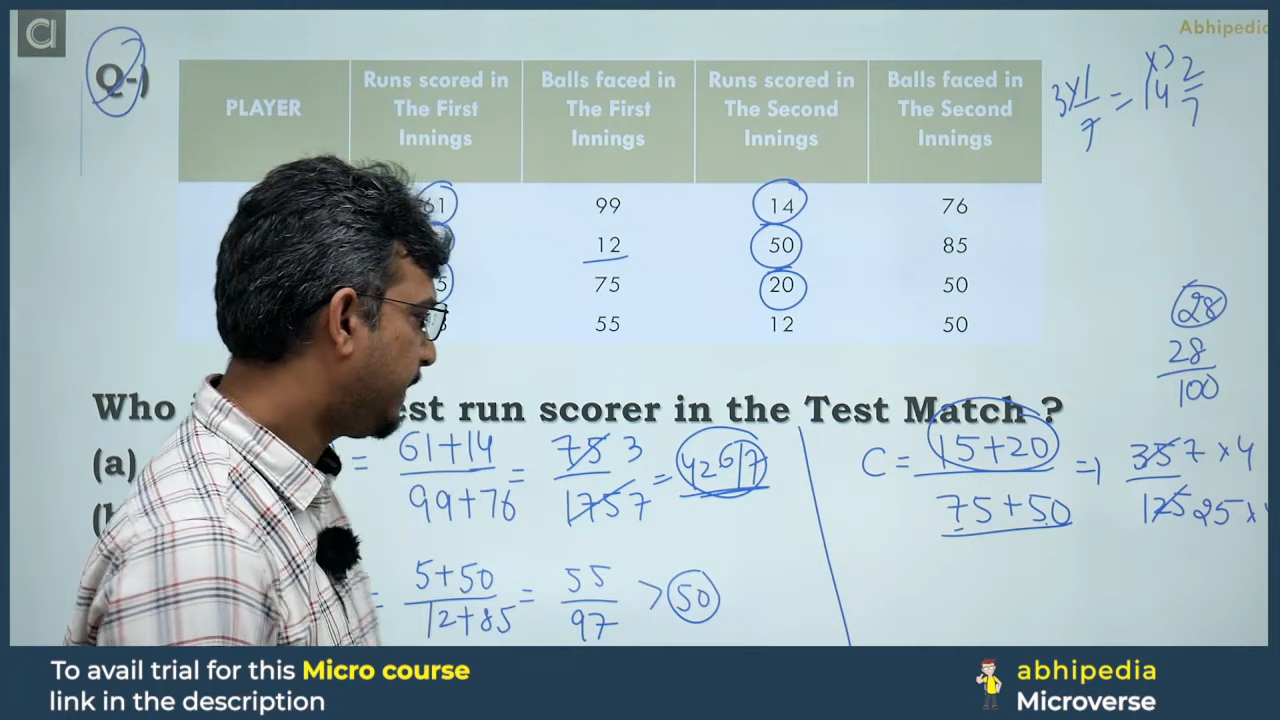 Abhipedia
Q-)
PLAYER
Runs scored in The First Innings
Balls faced in The First Innings
Runs scored in The Second Innings
Balls faced in The Second Innings
61 99 14 76
12 50 85
5 75 20 50
55 12 50
3 x 1/7 = 14 2/7
x3
28
28/100
Who est run scorer in the Test Match ?
(a)
= 61+14/99+76 = 75 3/175 7 = 42 6/7
C = 15+20/75+50 = 35 7 x 4/125 25 x
= 5+50/12+85 = 55/97 > 50
To avail trial for this Micro course
link in the description
abhipedia
Microverse